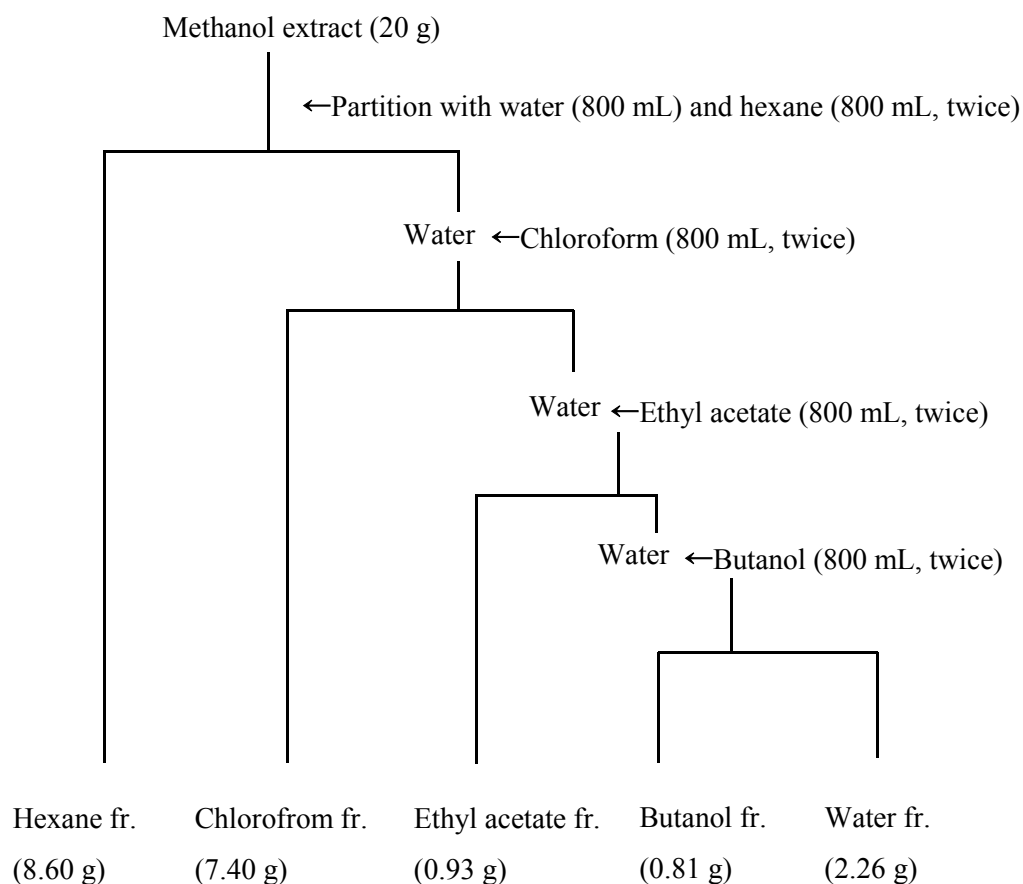 Methanol extract (20 g)
←Partition with water (800 mL) and hexane (800 mL, twice)
Water ←Chloroform (800 mL, twice)
Water ←Ethyl acetate (800 mL, twice)
Water ←Butanol (800 mL, twice)
Hexane fr. Chlorofrom fr. Ethyl acetate fr. Butanol fr. Water fr.
(8.60 g) (7.40 g) (0.93 g) (0.81 g) (2.26 g)